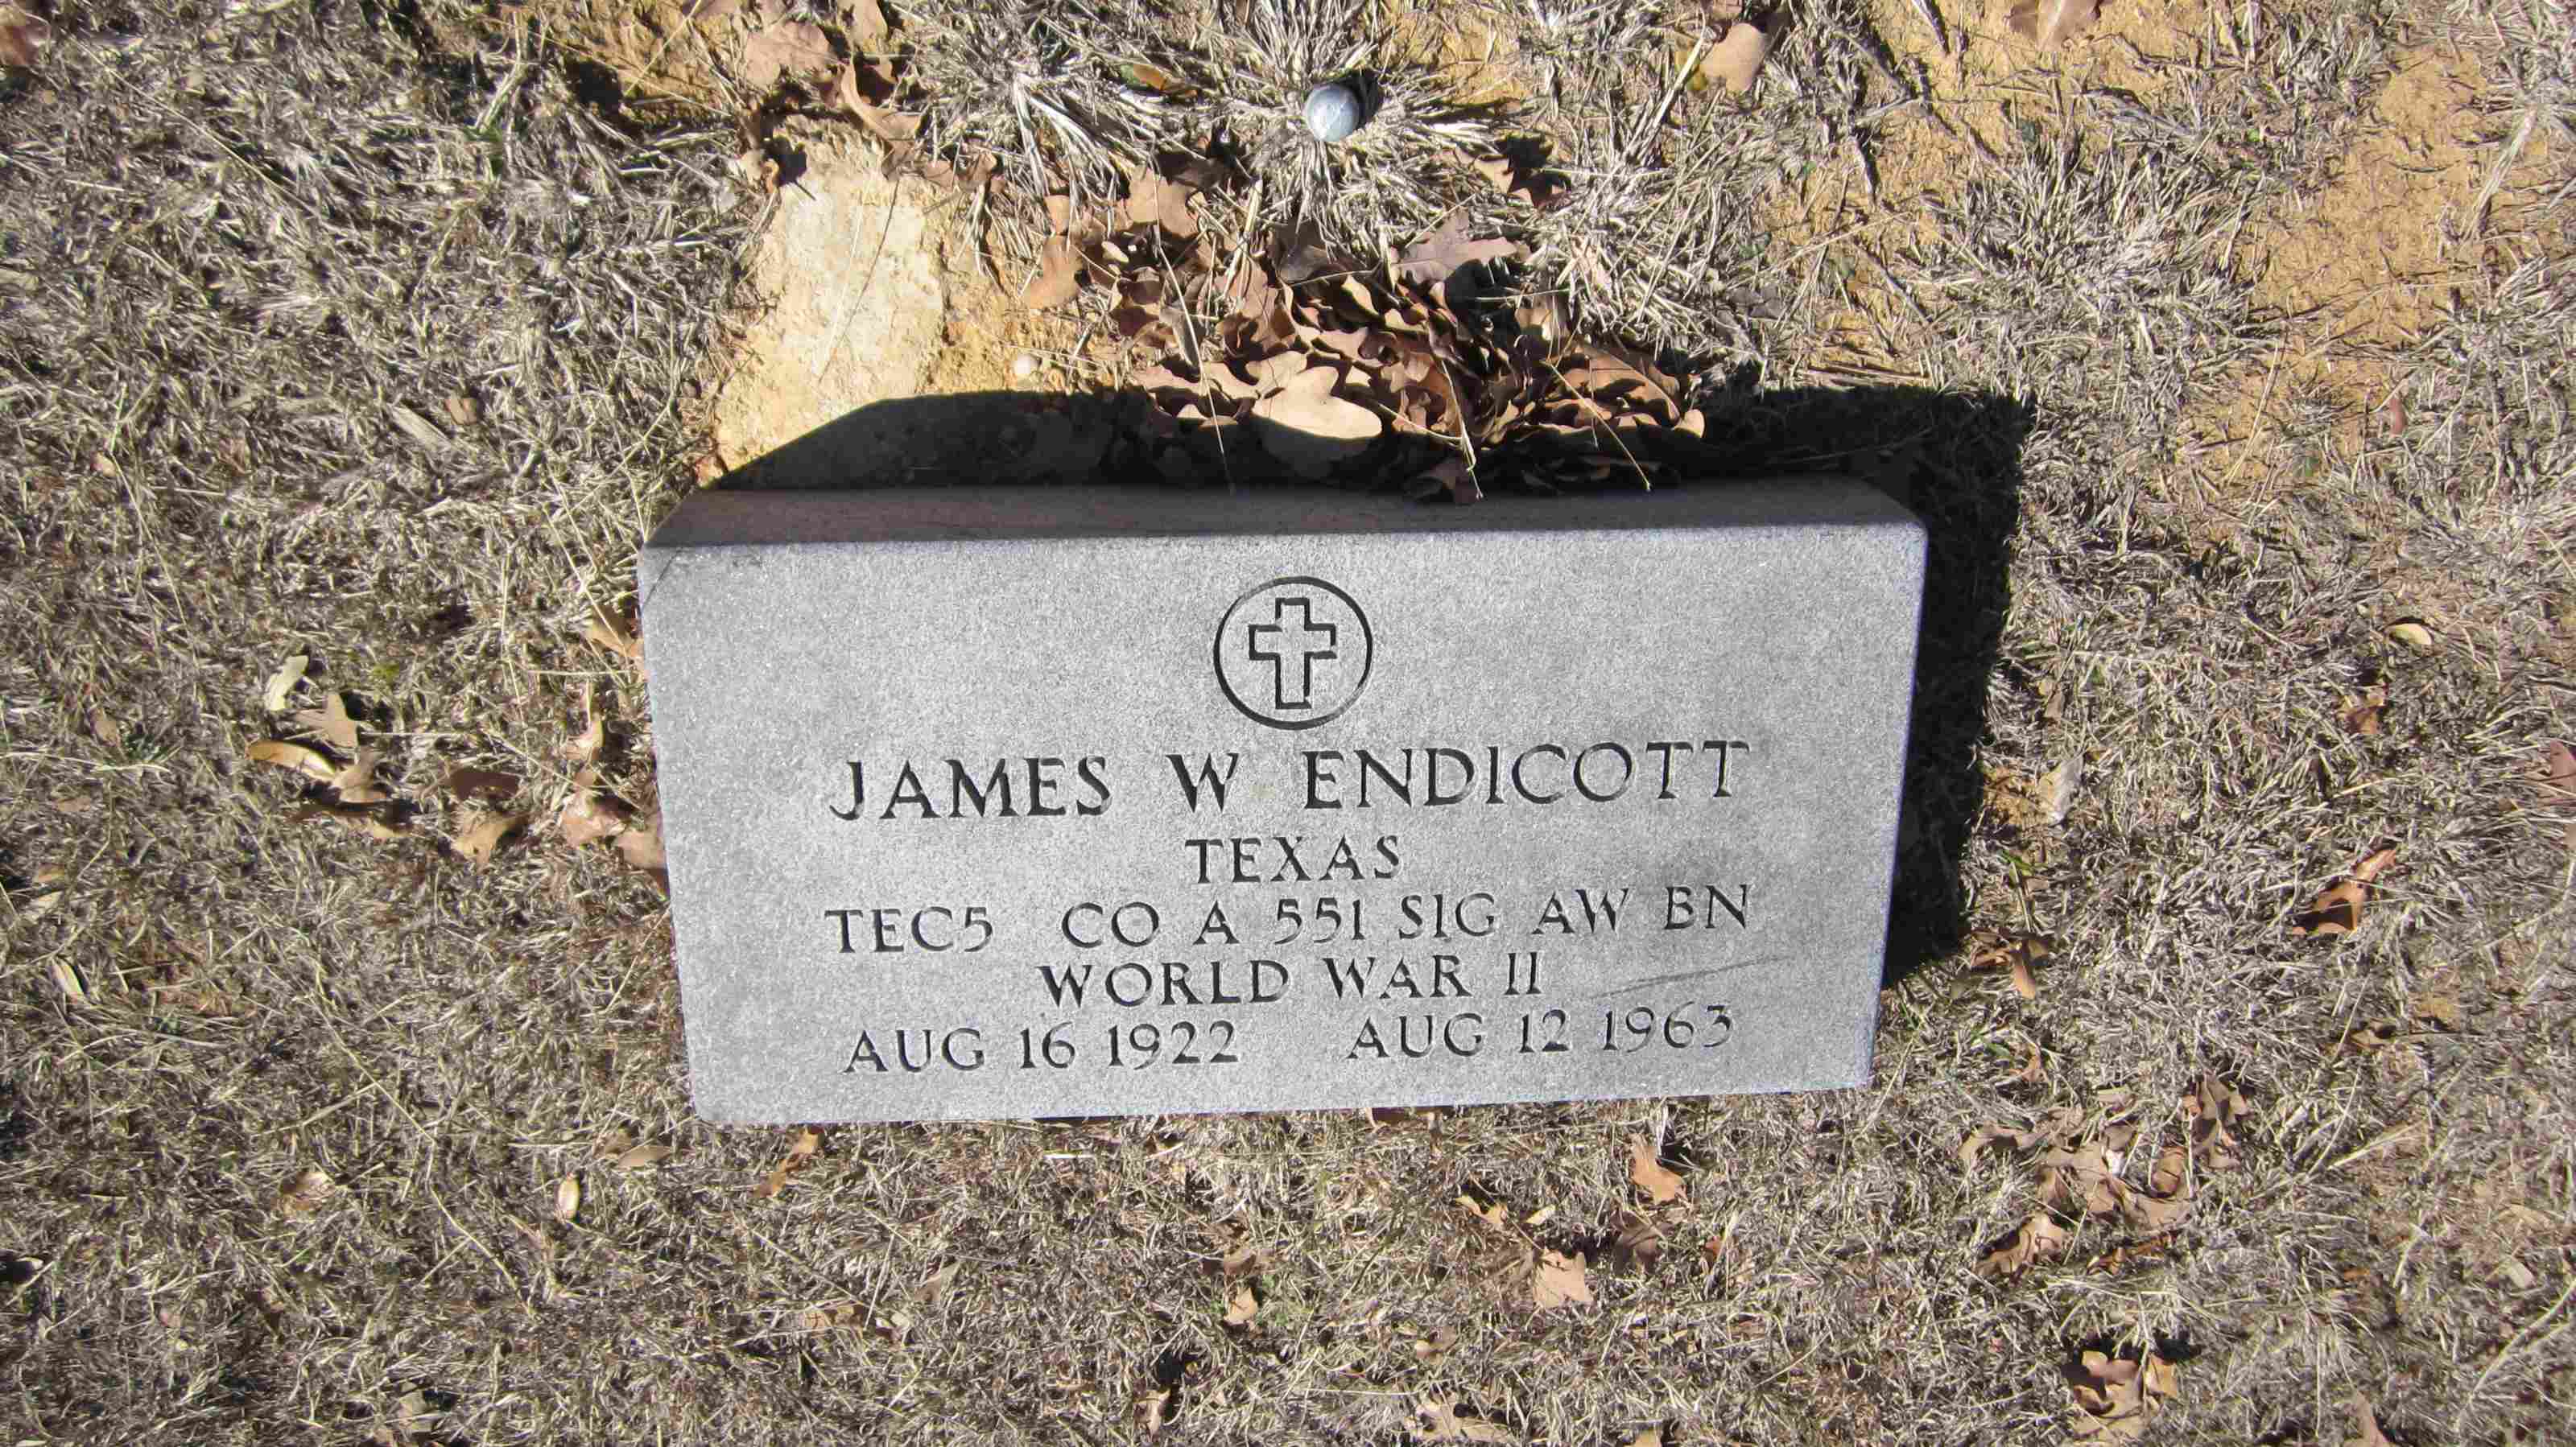 JAMES W ENDICOTT
TEXAS
TEC5 CO A 551 SIG AW BN
WORLD WAR II
AUG 16 1922 AUG 12 1963